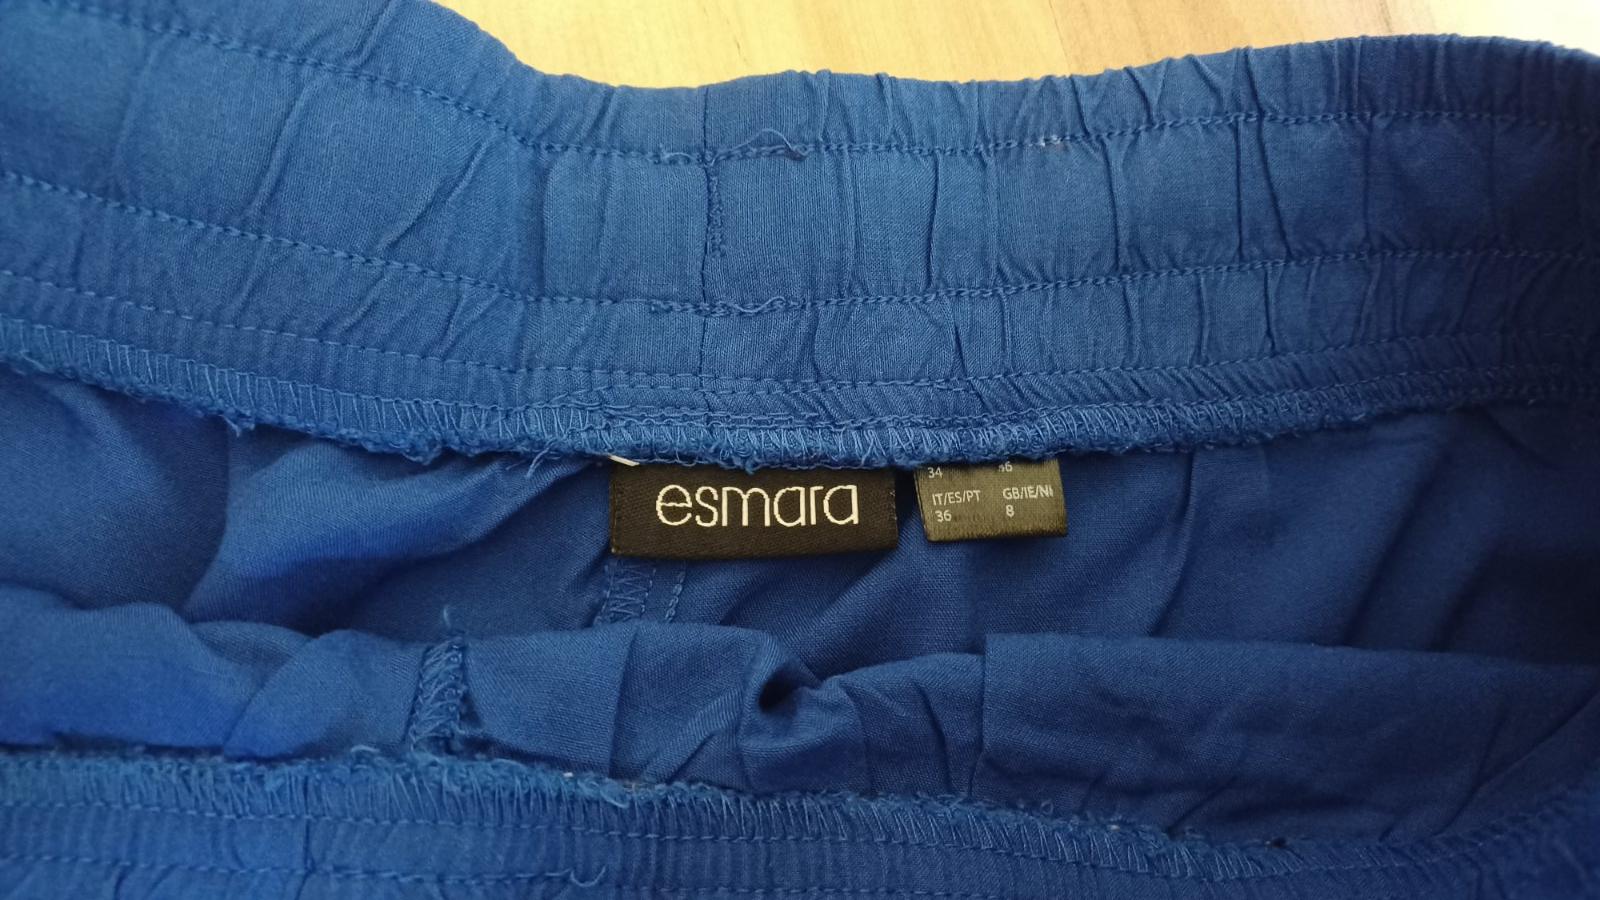 esmara
34
IT/ES/PT GB/IE/NI
36 8